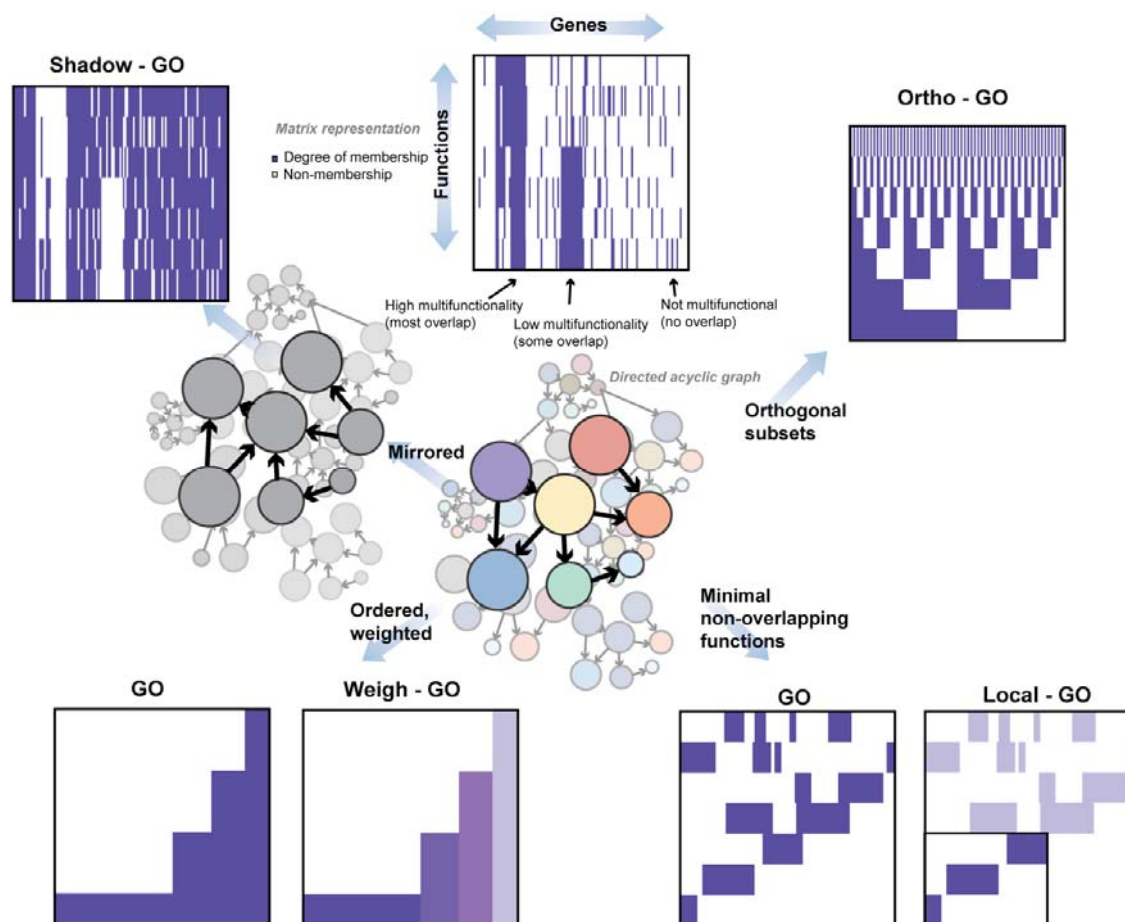 Genes
Shadow - GO
Ortho - GO
Matrix representation
Degree of membership
Non-membership
Functions
High multifunctionality
(most overlap)
Low multifunctionality
(some overlap)
Not multifunctional
(no overlap)
Directed acyclic graph
Orthogonal
subsets
Mirrored
Ordered,
weighted
Minimal
non-overlapping
functions
GO
Weigh - GO
GO
Local - GO